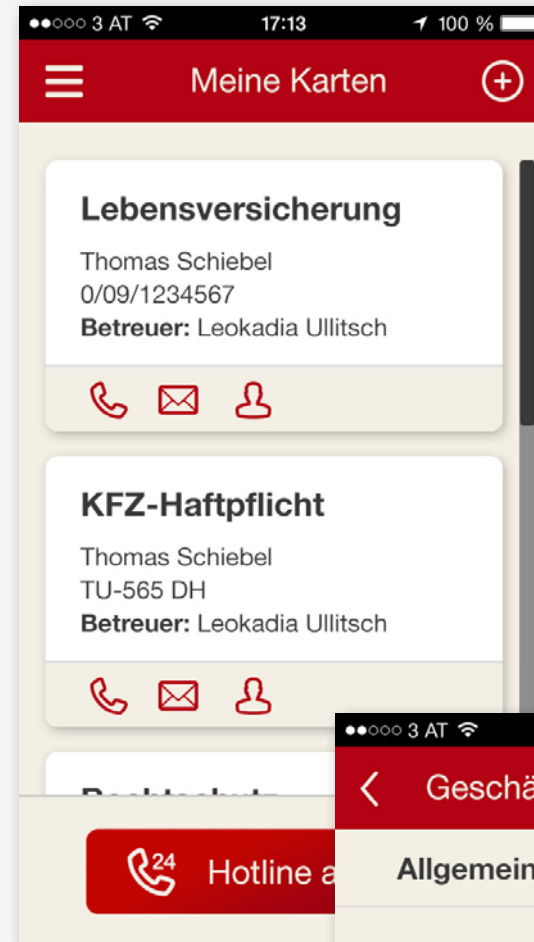 3 AT 17:13 100 %
Meine Karten
Lebensversicherung
Thomas Schiebel
0/09/1234567
Betreuer: Leokadia Ullitsch
KFZ-Haftpflicht
Thomas Schiebel
TU-565 DH
Betreuer: Leokadia Ullitsch
24 Hotline a
3 AT
Geschä
Allgemein